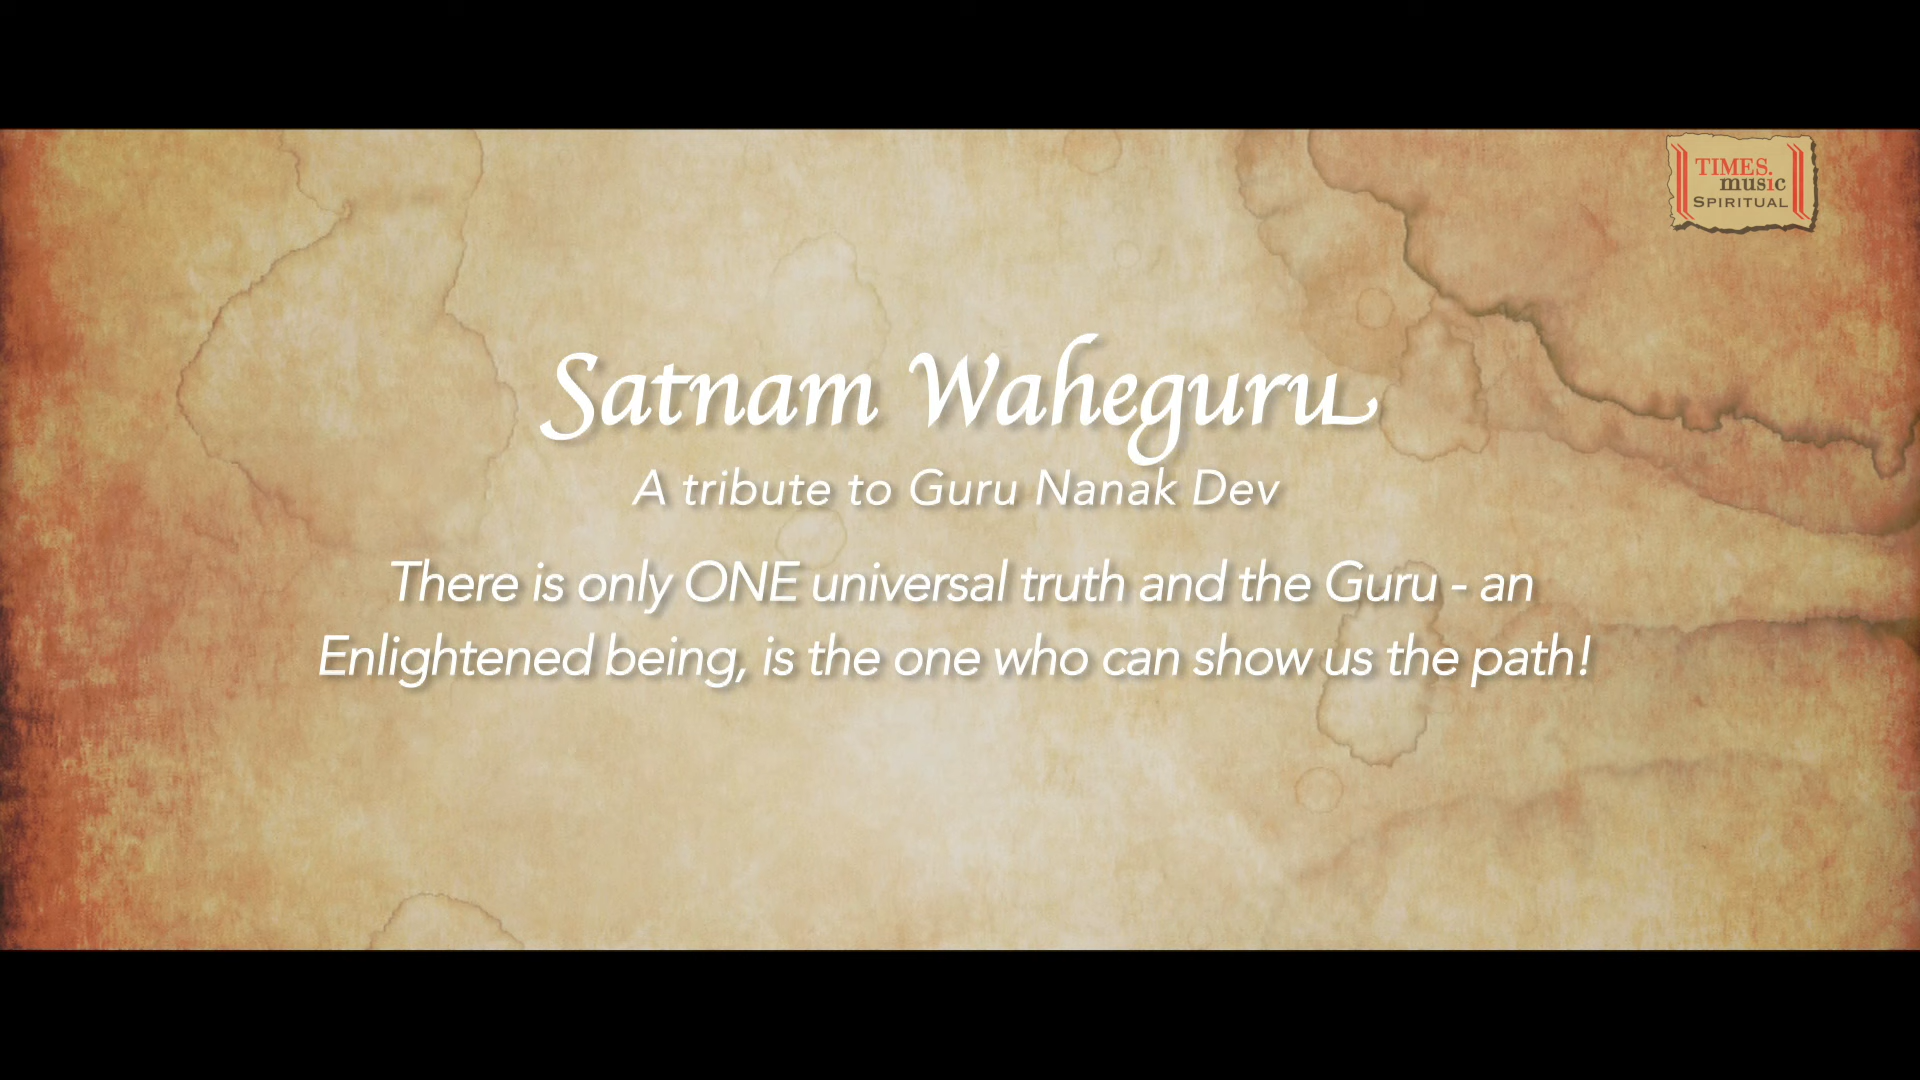 TIMES.
music
SPIRITUAL
Satnam Waheguru
A tribute to Guru Nanak Dev
There is only ONE universal truth and the Guru - an
Enlightened being, is the one who can show us the path!